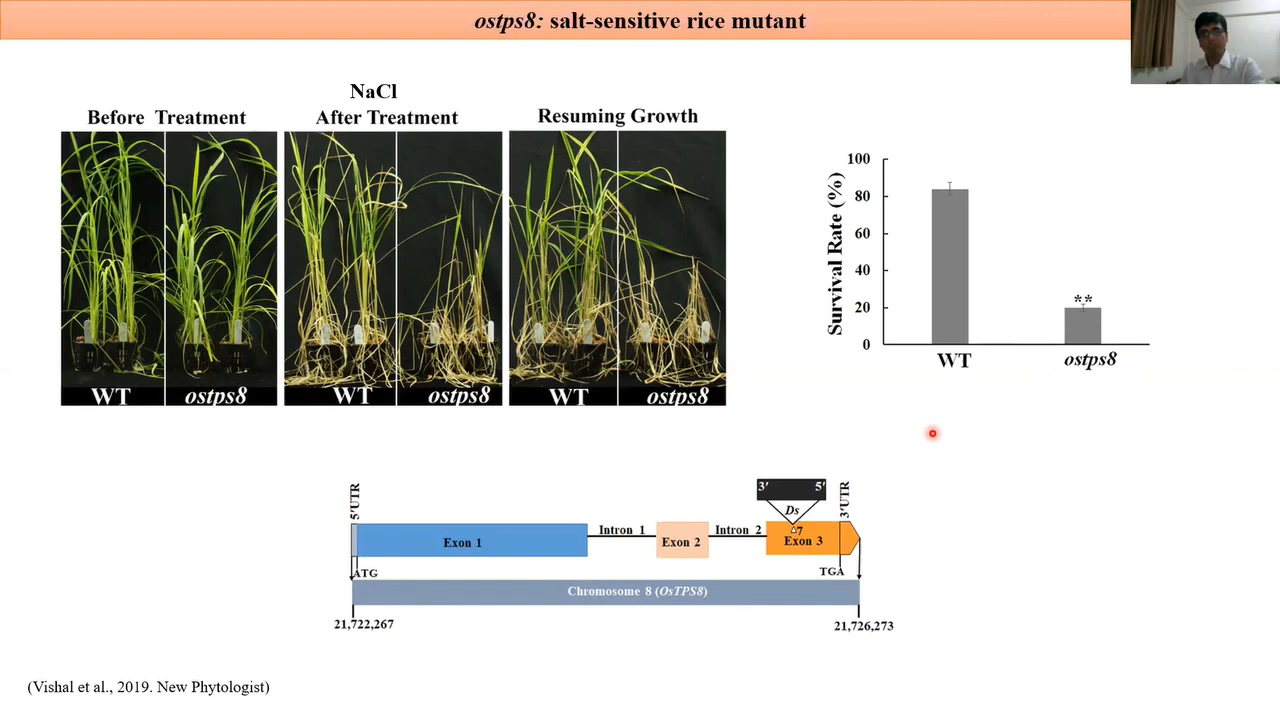 ostps8: salt-sensitive rice mutant
NaCl
Before Treatment
After Treatment
Resuming Growth
WT
ostps8
WT
ostps8
WT
ostps8
Survival Rate (%)
100
80
60
40
20
0
**
WT
ostps8
5'UTR
3' 5'
3'UTR
Ds
△7
Exon 1
Intron 1
Exon 2
Intron 2
Exon 3
ATG
TGA
Chromosome 8 (OsTPS8)
21,722,267
21,726,273
(Vishal et al., 2019. New Phytologist)